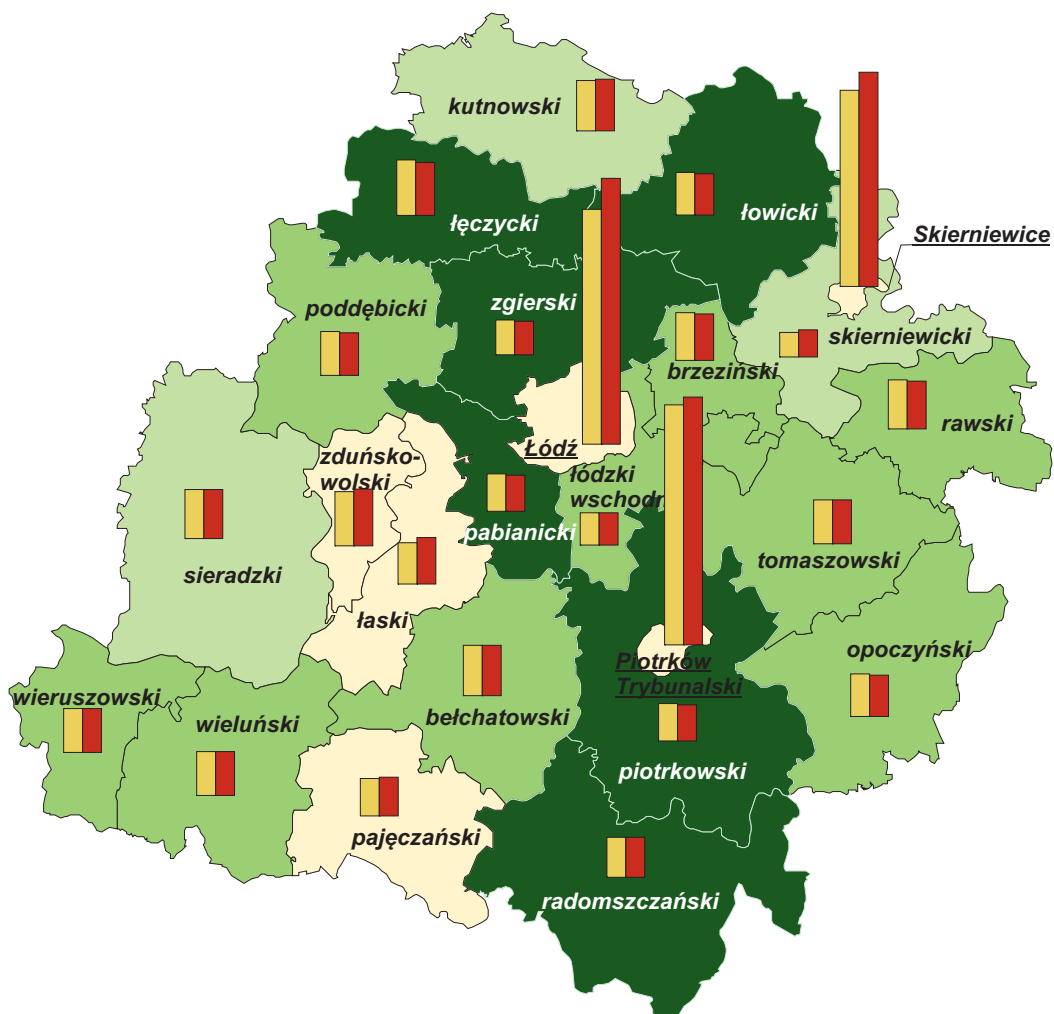 kutnowski
łęczycki
łowicki
Skierniewice
poddębicki
zgierski
skierniewicki
brzeziński
rawski
zduńsko-
wolski
Łódź
łódzki
wschodn
pabianicki
tomaszowski
sieradzki
łaski
opoczyński
Piotrków
Trybunalski
wieruszowski
wieluński
bełchatowski
piotrkowski
pajęczański
radomszczański